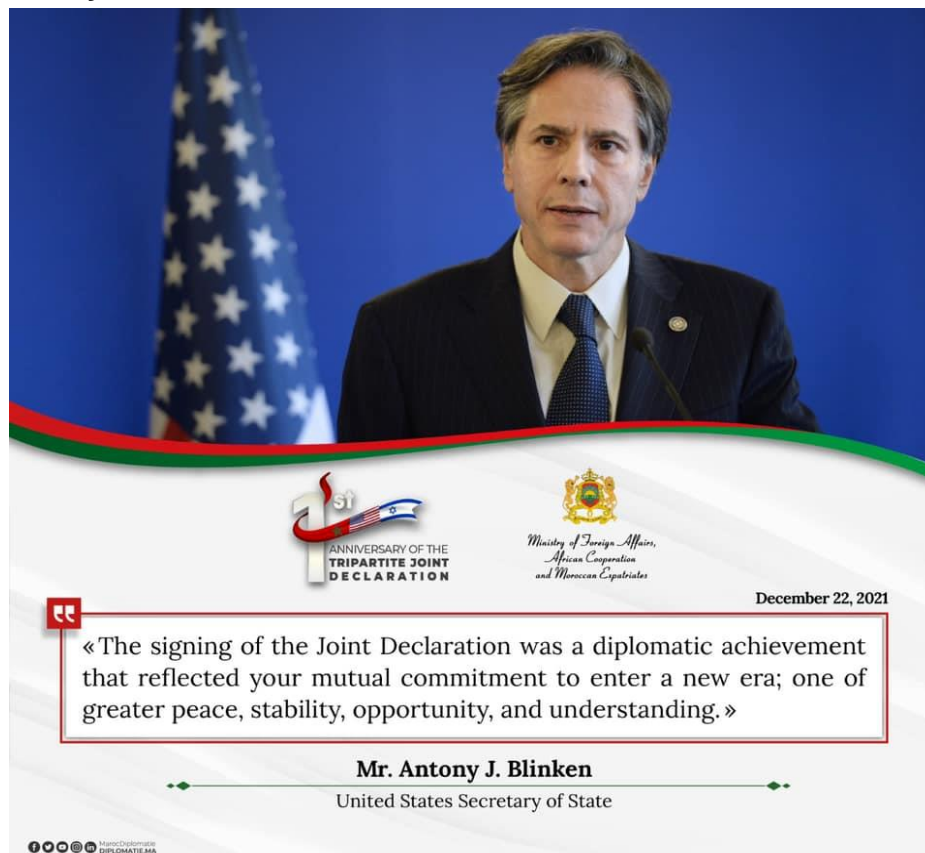 1st
ANNIVERSARY OF THE
TRIPARTITE JOINT
DECLARATION
Ministry of Foreign Affairs,
African Cooperation
and Moroccan Expatriates
December 22, 2021
«The signing of the Joint Declaration was a diplomatic achievement
that reflected your mutual commitment to enter a new era; one of
greater peace, stability, opportunity, and understanding.»
Mr. Antony J. Blinken
United States Secretary of State
MarocDiplomatie
DIPLOMATIE.MA